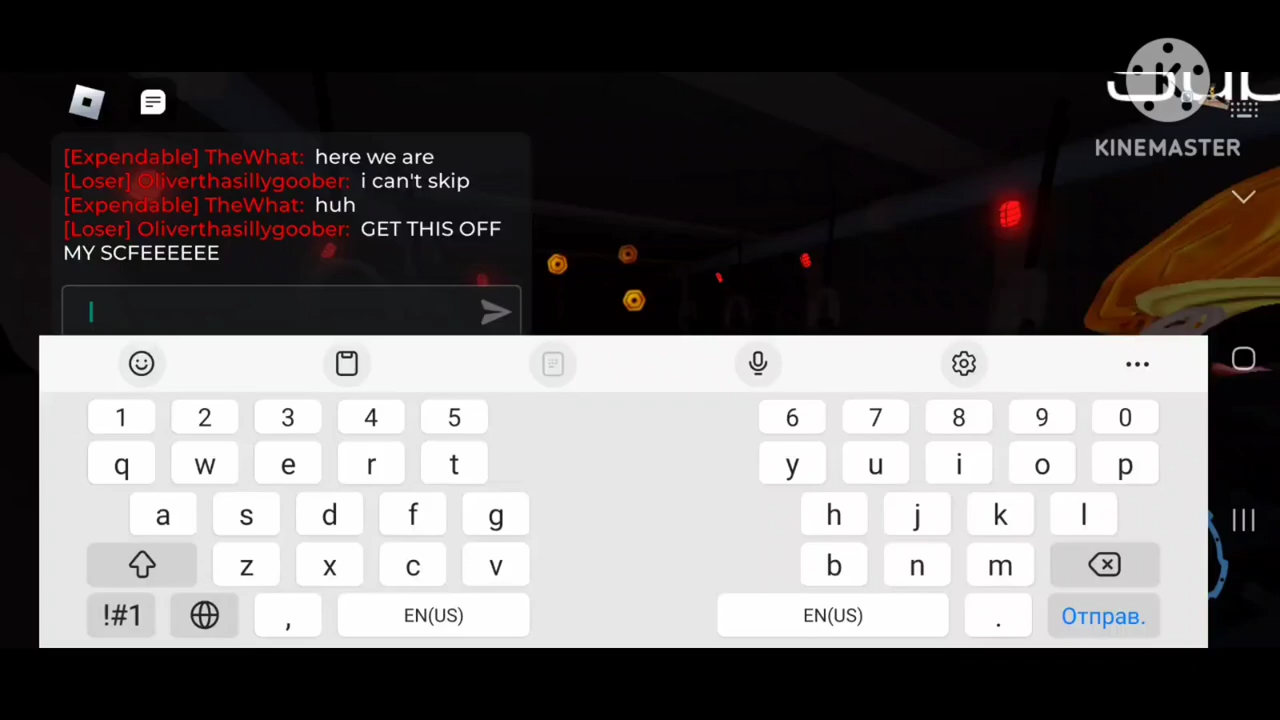 KINEMASTER
[Expendable] TheWhat: here we are
[Loser] Oliverthasillygoober: i can't skip
[Expendable] TheWhat: huh
[Loser] Oliverthasillygoober: GET THIS OFF
MY SCFEEEEEE
1 2 3 4 5 6 7 8 9 0
q w e r t y u i o p
a s d f g h j k l
z x c v b n m
!#1 , EN(US) EN(US) . Отправ.